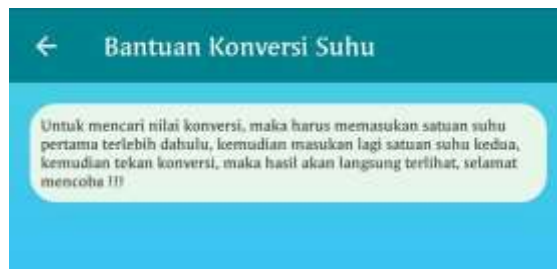 Bantuan Konversi Suhu
Untuk mencari nilai konversi, maka harus memasukan satuan suhu
pertama terlebih dahulu, kemudian masukan lagi satuan suhu kedua,
kemudian tekan konversi, maka hasil akan langsung terlihat, selamat
mencoba !!!